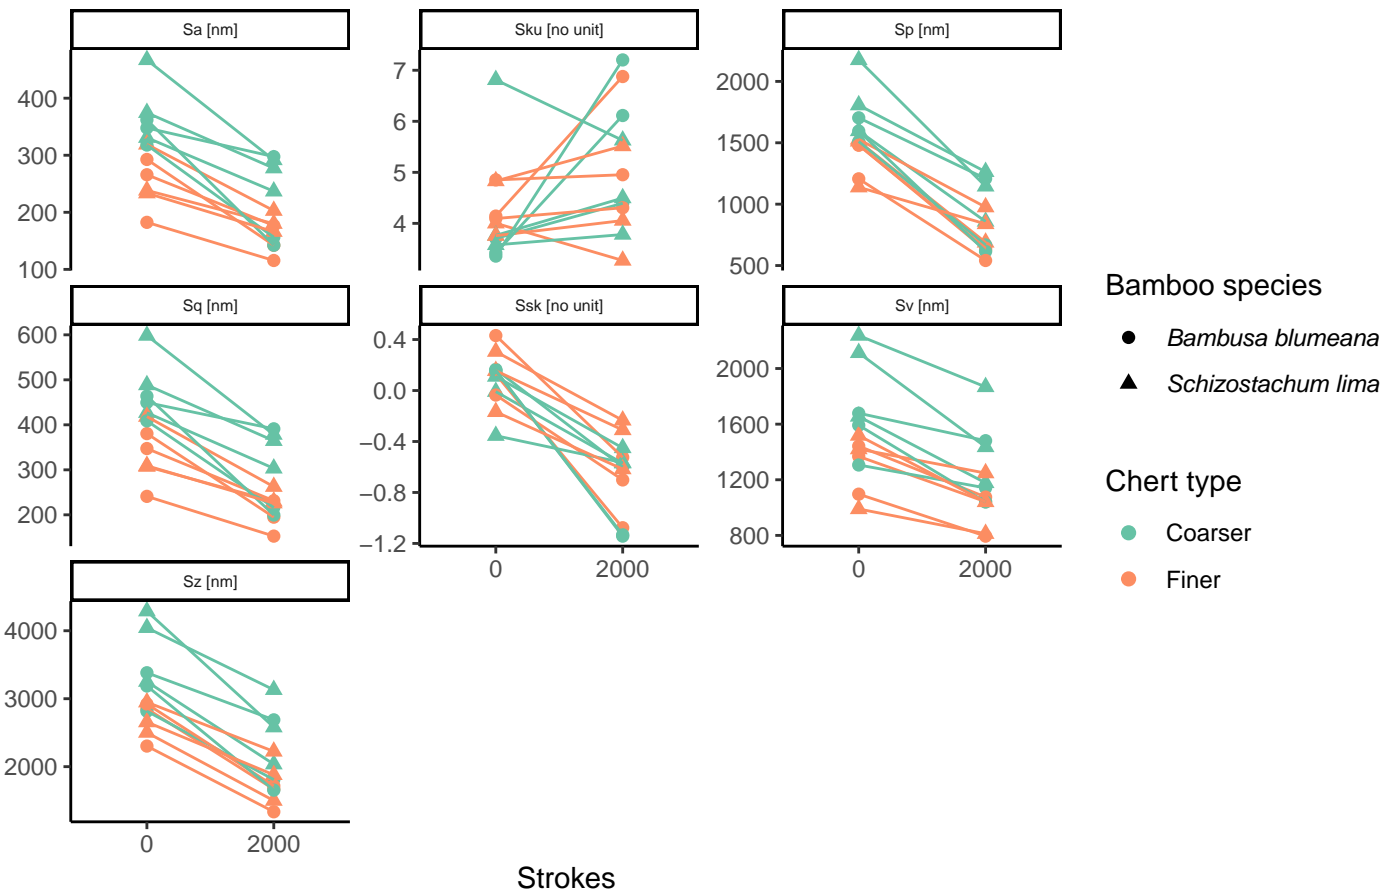 Sa [nm]
Sku [no unit]
Sp [nm]
400
300
200
100
7
6
5
4
2000
1500
1000
500
Sq [nm]
Ssk [no unit]
Sv [nm]
600
500
400
300
200
0.4
0.0
−0.4
−0.8
−1.2
2000
1600
1200
800
0
2000
0
2000
Sz [nm]
4000
3000
2000
0
2000
Strokes
Bamboo species
Bambusa blumeana
Schizostachum lima
Chert type
Coarser
Finer